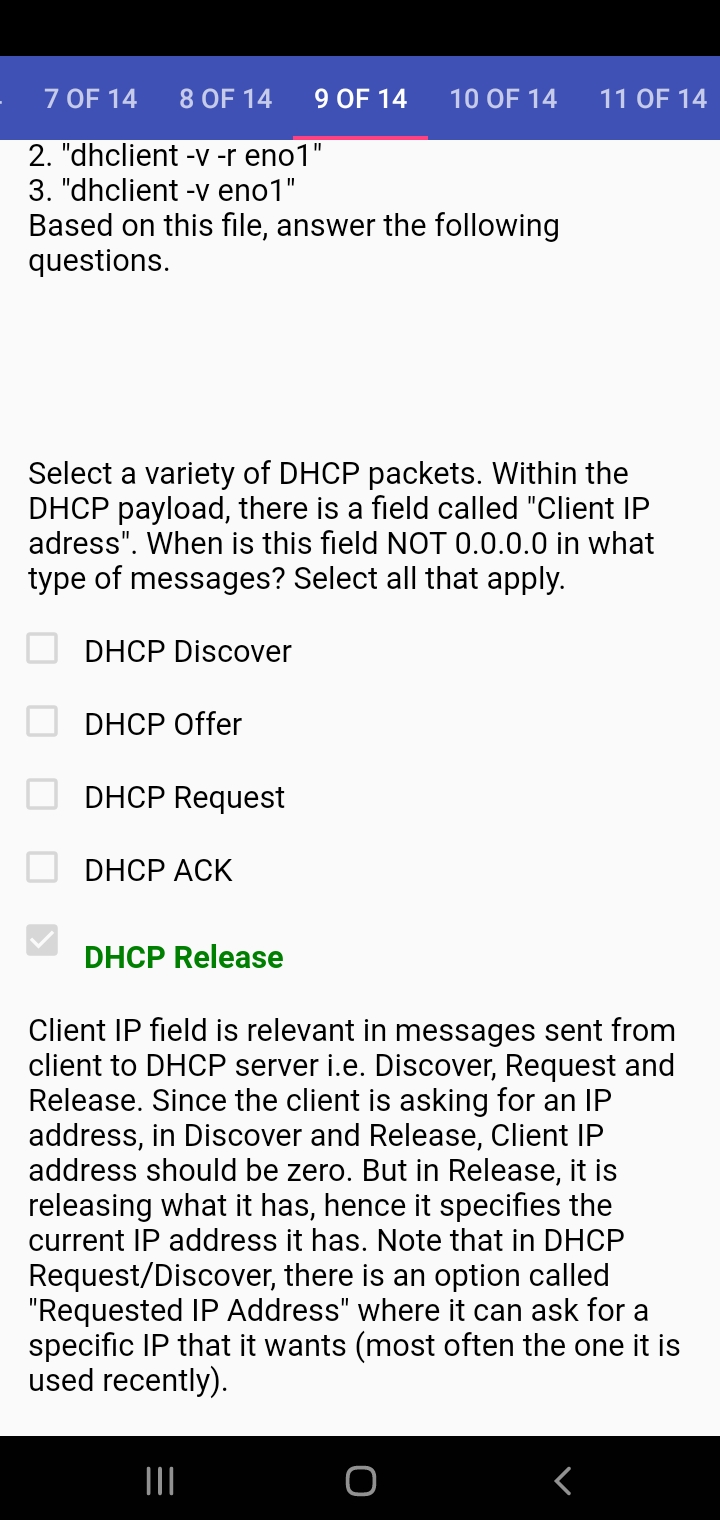 7 OF 14 8 OF 14 9 OF 14 10 OF 14 11 OF 14
2. "dhclient -v -r eno1"
3. "dhclient -v eno1"
Based on this file, answer the following
questions.
Select a variety of DHCP packets. Within the
DHCP payload, there is a field called "Client IP
adress". When is this field NOT 0.0.0.0 in what
type of messages? Select all that apply.
DHCP Discover
DHCP Offer
DHCP Request
DHCP ACK
DHCP Release
Client IP field is relevant in messages sent from
client to DHCP server i.e. Discover, Request and
Release. Since the client is asking for an IP
address, in Discover and Release, Client IP
address should be zero. But in Release, it is
releasing what it has, hence it specifies the
current IP address it has. Note that in DHCP
Request/Discover, there is an option called
"Requested IP Address" where it can ask for a
specific IP that it wants (most often the one it is
used recently).